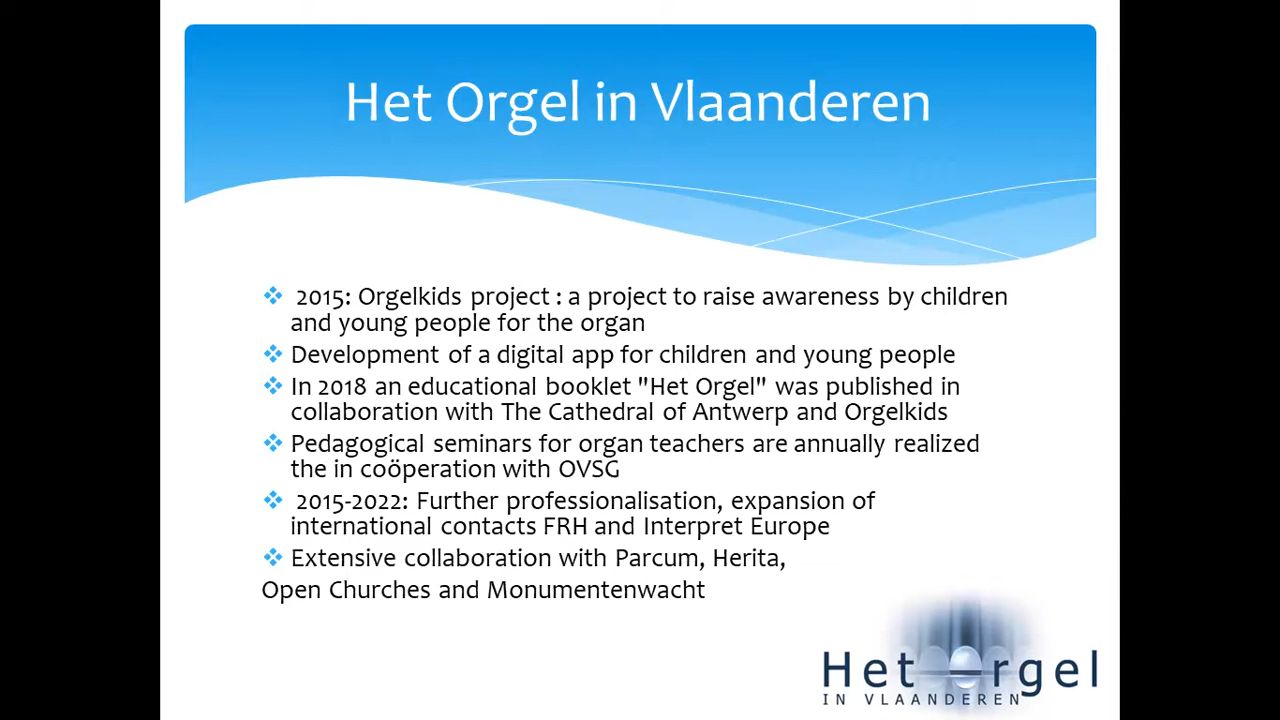 Het Orgel in Vlaanderen
2015: Orgelkids project : a project to raise awareness by children
and young people for the organ
Development of a digital app for children and young people
In 2018 an educational booklet "Het Orgel" was published in
collaboration with The Cathedral of Antwerp and Orgelkids
Pedagogical seminars for organ teachers are annually realized
the in coöperation with OVSG
2015-2022: Further professionalisation, expansion of
international contacts FRH and Interpret Europe
Extensive collaboration with Parcum, Herita,
Open Churches and Monumentenwacht
Het Orgel
IN VLAANDEREN